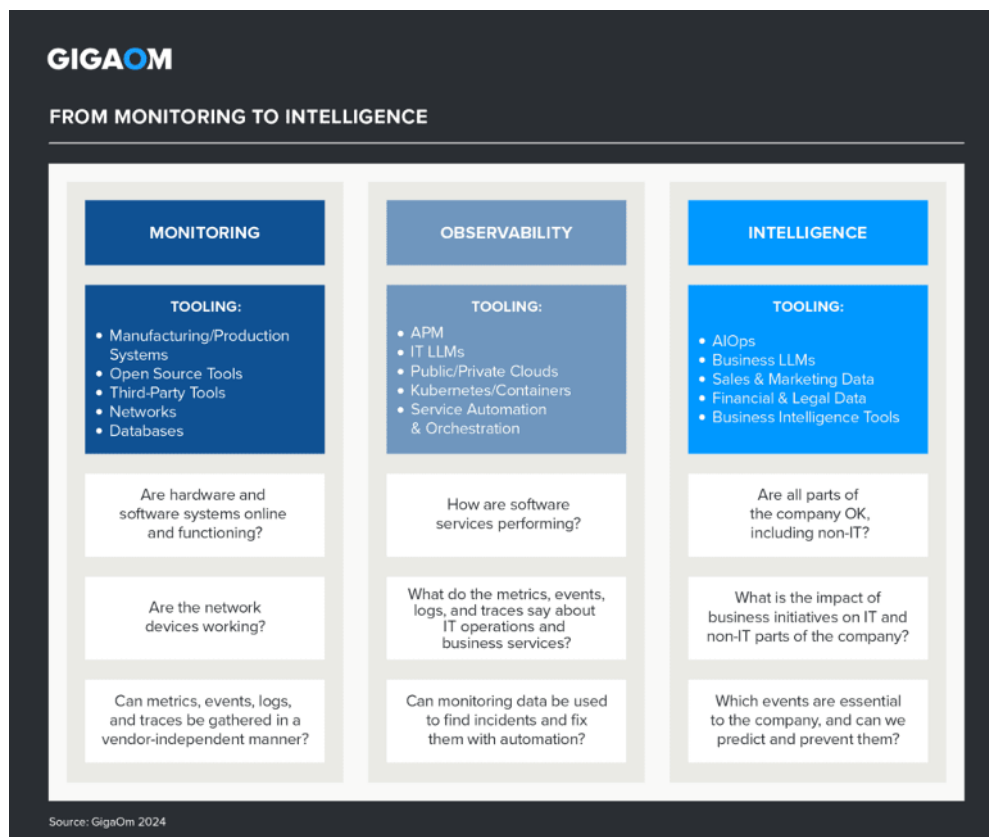 GIGAOM
FROM MONITORING TO INTELLIGENCE
MONITORING
TOOLING:
• Manufacturing/Production
Systems
• Open Source Tools
• Third-Party Tools
• Networks
• Databases
Are hardware and
software systems online
and functioning?
Are the network
devices working?
Can metrics, events, logs,
and traces be gathered in a
vendor-independent manner?
OBSERVABILITY
TOOLING:
• APM
• IT LLMs
• Public/Private Clouds
• Kubernetes/Containers
• Service Automation
& Orchestration
How are software
services performing?
What do the metrics, events,
logs, and traces say about
IT operations and
business services?
Can monitoring data be used
to find incidents and fix
them with automation?
INTELLIGENCE
TOOLING:
• AIOps
• Business LLMs
• Sales & Marketing Data
• Financial & Legal Data
• Business Intelligence Tools
Are all parts of
the company OK,
including non-IT?
What is the impact of
business initiatives on IT and
non-IT parts of the company?
Which events are essential
to the company, and can we
predict and prevent them?
Source: GigaOm 2024